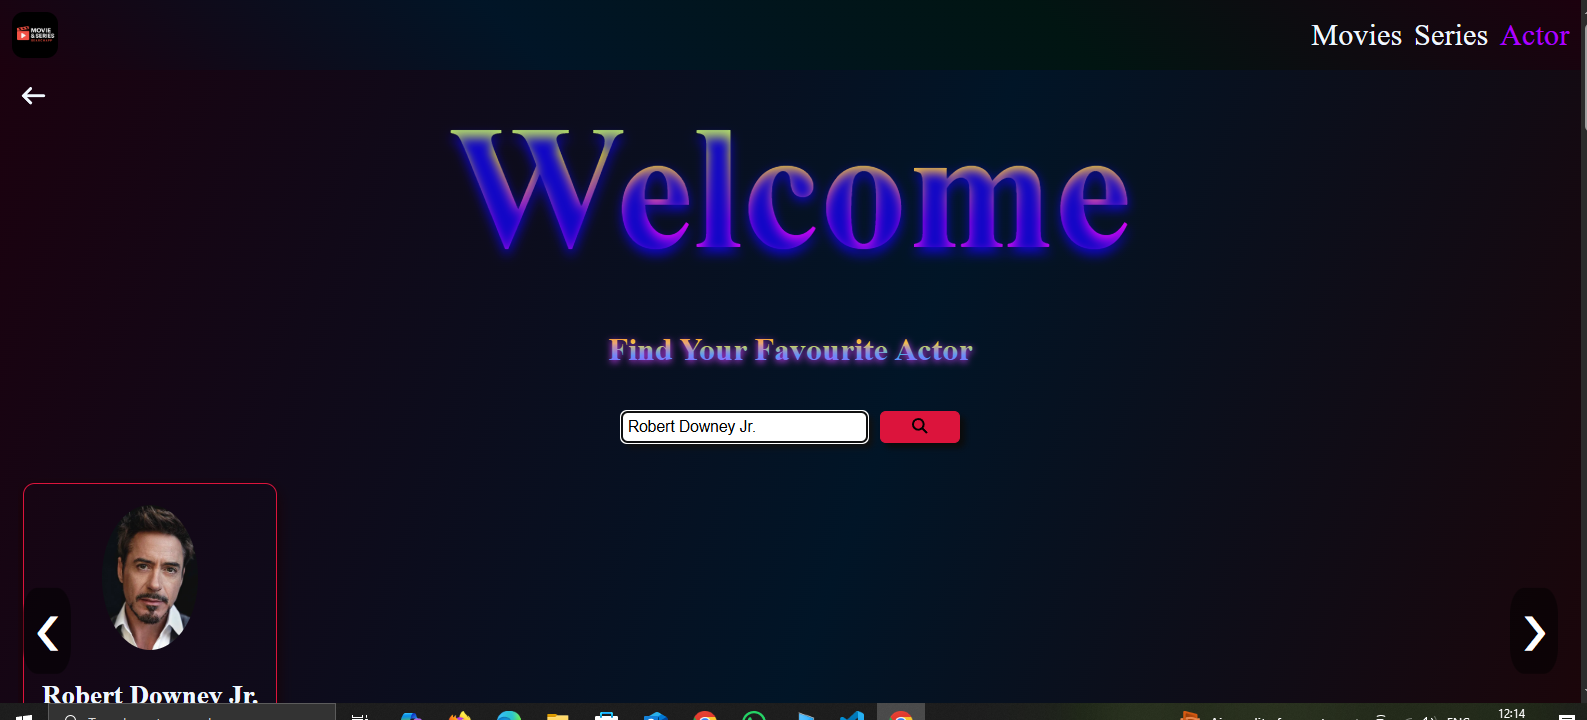 MOVIE
& SERIES
Movies Series Actor
Welcome
Find Your Favourite Actor
Robert Downey Jr.
Robert Downey Jr.
12:14